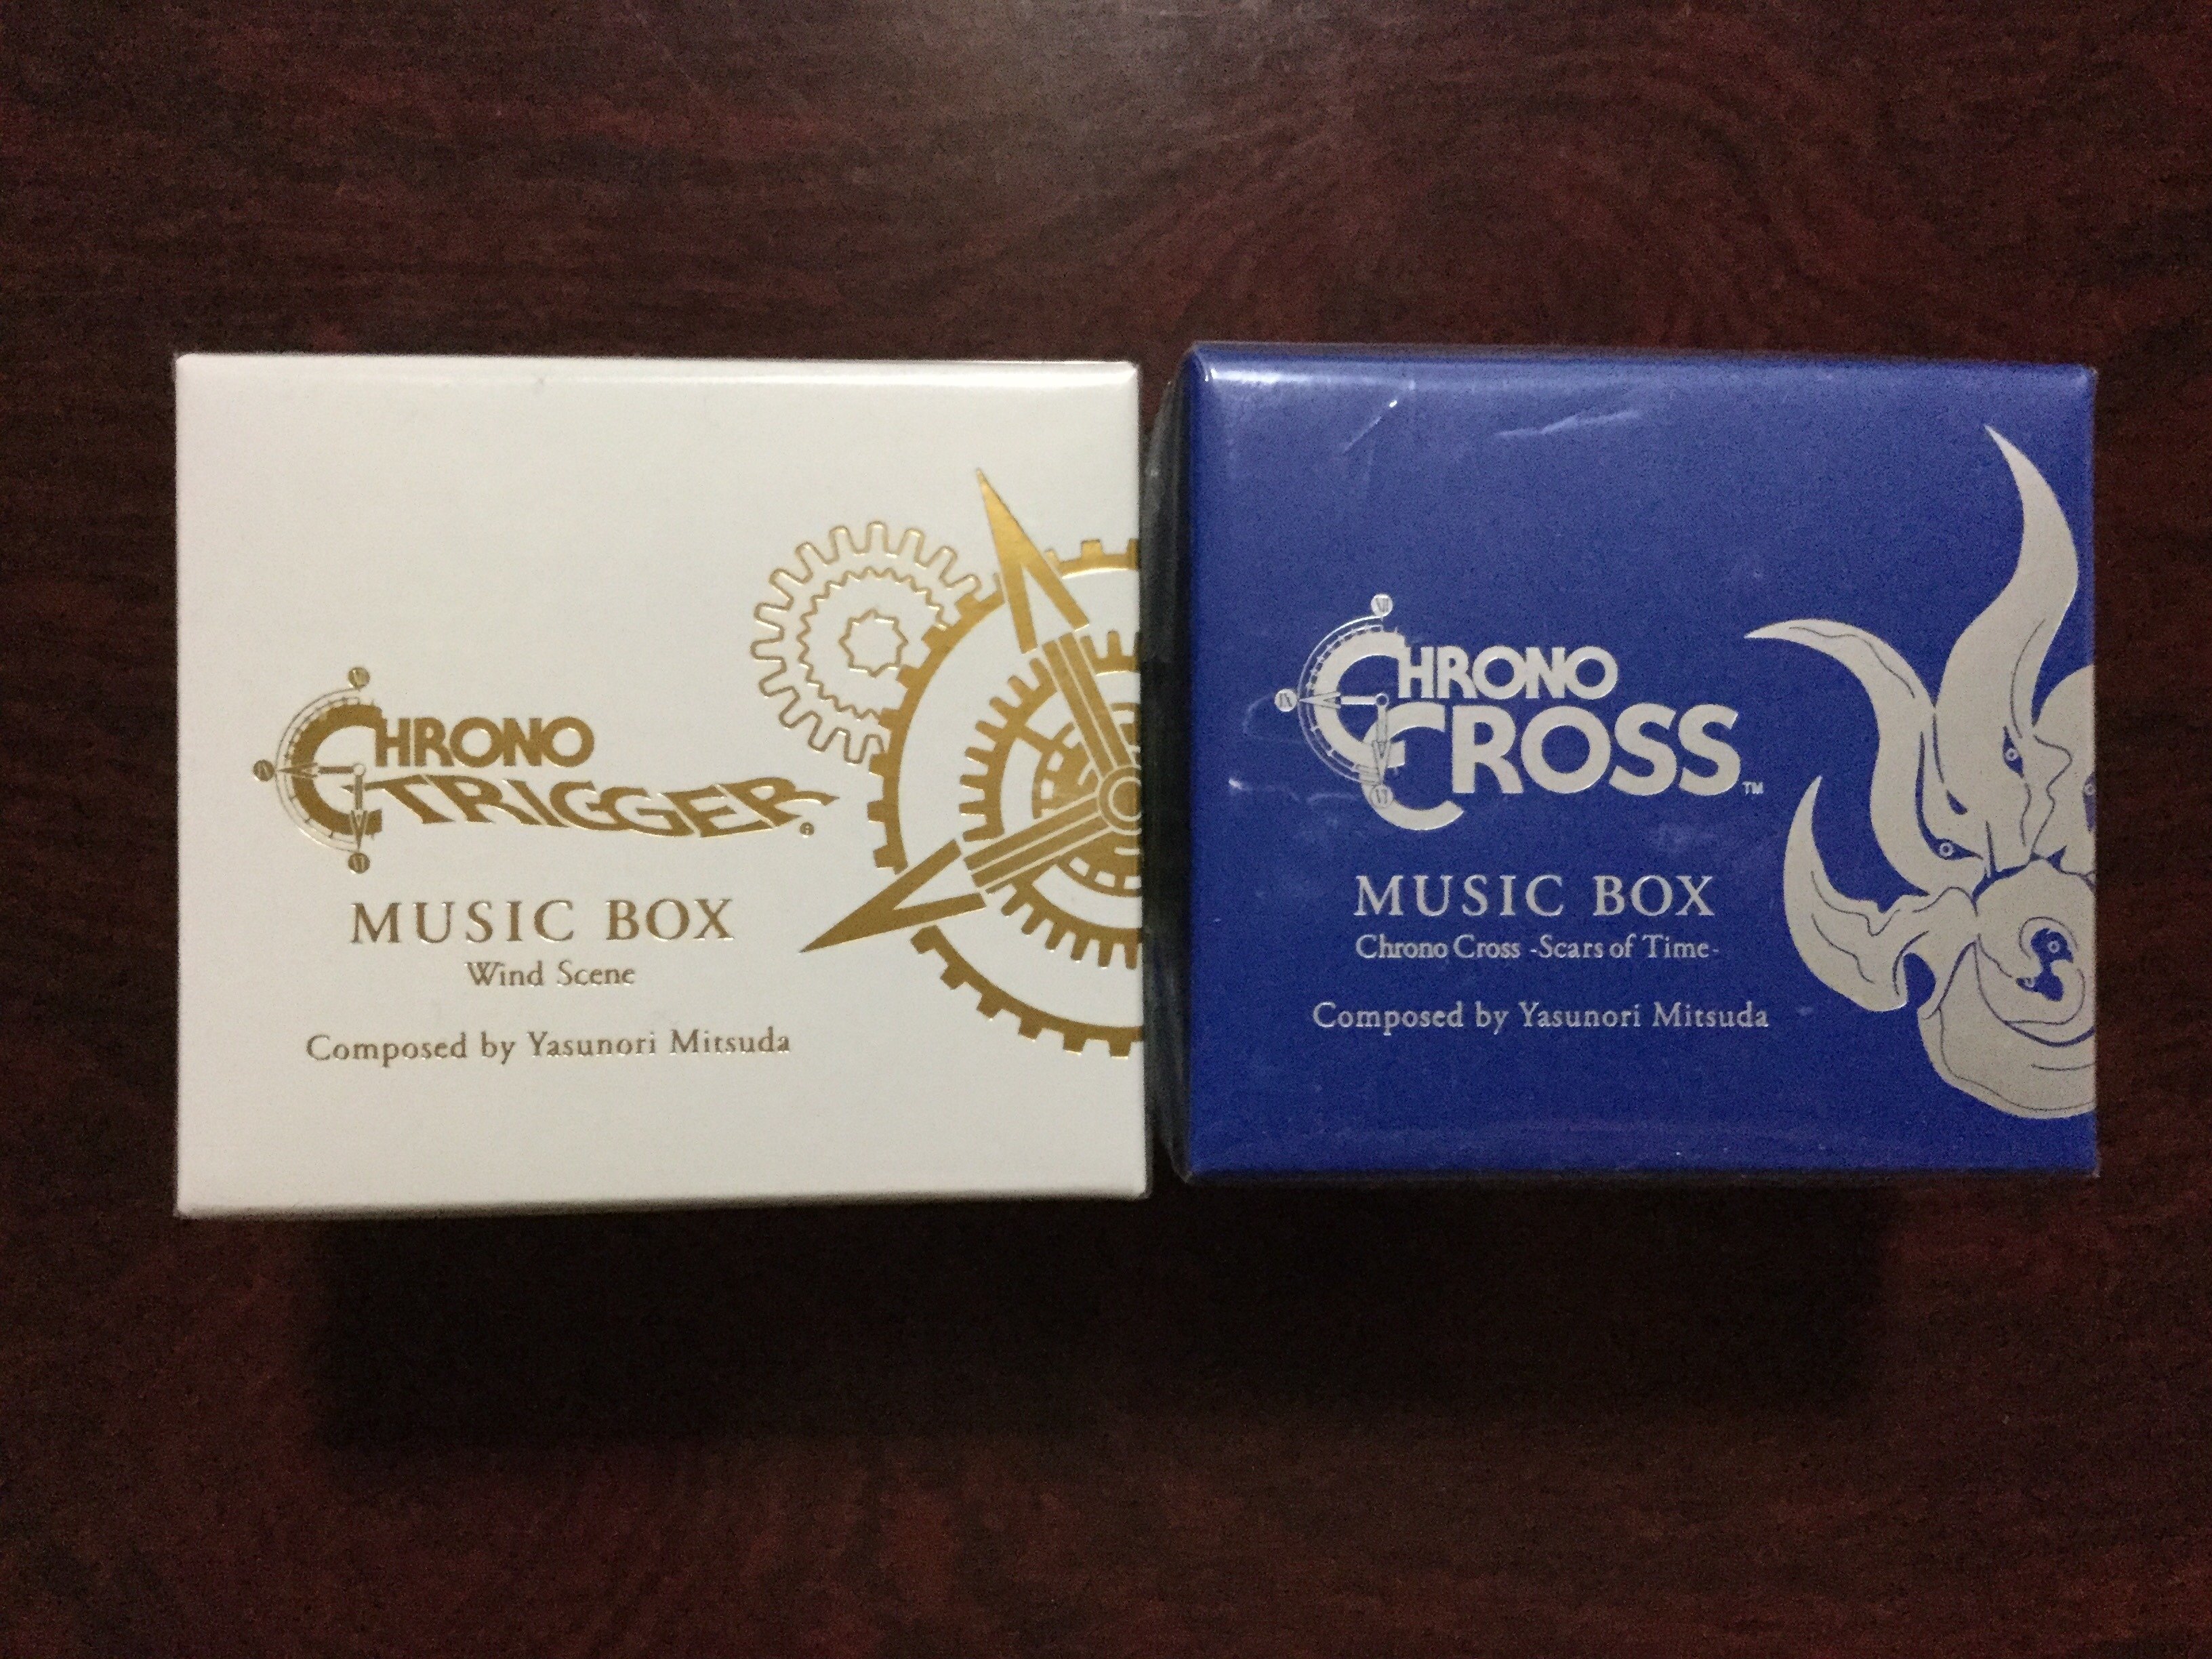 CHRONO
TRIGGER®
MUSIC BOX
Wind Scene
Composed by Yasunori Mitsuda
CHRONO
CROSS™
MUSIC BOX
Chrono Cross -Scars of Time-
Composed by Yasunori Mitsuda